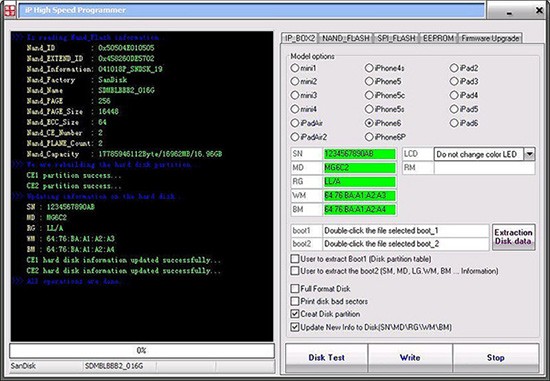 iP High Speed Programmer
>> Is reading Nand_Flash information
Nand_ID : 0x50504E010505
Nand_EXTEND_ID : 0x458260DE5702
Nand_Information: 041018P_SNDSK_19
Nand_Factory : SanDisk
Nand_Name : SDMBLBBB2_016G
Nand_PAGE : 256
Nand_PAGE_Size : 16448
Nand_ECC_Size : 64
Nand_CE_Number : 2
Nand_PLANE_Count: 2
Nand_Capacity : 17785946112Byte/16962MB/16.96GB
>> We are rebuilding the hard disk partition
CE1 partition success...
CE2 partition success...
>> Updating information on the hard disk
SN : 1234567890AB
MD : MG6C2
RG : LL/A
WM : 64:76:BA:A1:A2:A3
BM : 64:76:BA:A1:A2:A4
CE1 hard disk information updated successfully...
CE2 hard disk information updated successfully...
>> All operations are done
0%
SanDisk SDMBLBBB2_016G
IP_BOX2 NAND_FLASH SPI_FLASH EEPROM Firmware Upgrade
Model options
mini1 iPhone4s iPad2
mini2 iPhone5 iPad3
mini3 iPhone5c iPad4
mini4 iPhone5s iPad5
iPadAir iPhone6 iPad6
iPadAir2 iPhone6P
SN 1234567890AB LCD Do not change color LED
MD MG6C2 RM
RG LL/A
WM 64:76:BA:A1:A2:A3
BM 64:76:BA:A1:A2:A4
boot1 Double-click the file selected boot_1
boot2 Double-click the file selected boot_2
Extraction
Disk data
User to extract Boot1 (Disk partition table)
User to extract the boot2 (SM, MD, LG.WM, BM ... Information)
Full Format Disk
Print disk bad sectors
Creat Disk partition
Update New Info to Disk(SN\MD\RG\WM\BM)
Disk Test Write Stop